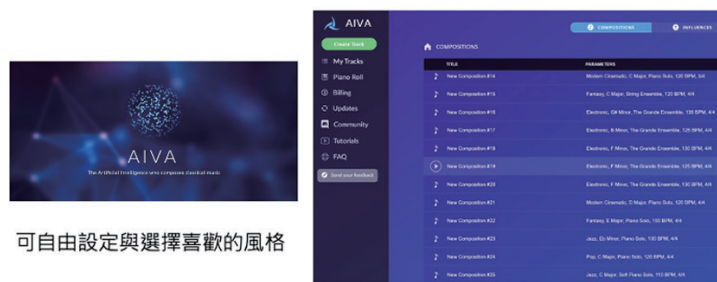 AIVA
The Artificial Intelligence who composes classical music
可自由設定與選擇喜歡的風格
AIVA
Create Track
My Tracks
Piano Roll
Billing
Updates
Community
Tutorials
FAQ
Send your feedback
COMPOSITIONS
INFLUENCES
COMPOSITIONS
TITLE PARAMETERS
New Composition #14 Modern Cinematic, C Major, Piano Solo, 120 BPM, 3/4
New Composition #15 Fantasy, C Major, String Ensemble, 120 BPM, 4/4
New Composition #16 Electronic, G# Minor, The Grande Ensemble, 130 BPM, 4/4
New Composition #17 Electronic, B Minor, The Grande Ensemble, 125 BPM, 4/4
New Composition #18 Electronic, F Minor, The Grande Ensemble, 130 BPM, 4/4
New Composition #19 Electronic, F Minor, The Grande Ensemble, 125 BPM, 4/4
New Composition #20 Electronic, F Minor, The Grande Ensemble, 130 BPM, 4/4
New Composition #21 Modern Cinematic, D Major, Piano Solo, 120 BPM, 4/4
New Composition #22 Fantasy, E Major, Piano Solo, 100 BPM, 4/4
New Composition #23 Jazz, Eb Minor, Piano Solo, 130 BPM, 4/4
New Composition #24 Pop, C Major, Piano Solo, 120 BPM, 4/4
New Composition #25 Jazz, C Major, Soft Piano Solo, 110 BPM, 4/4